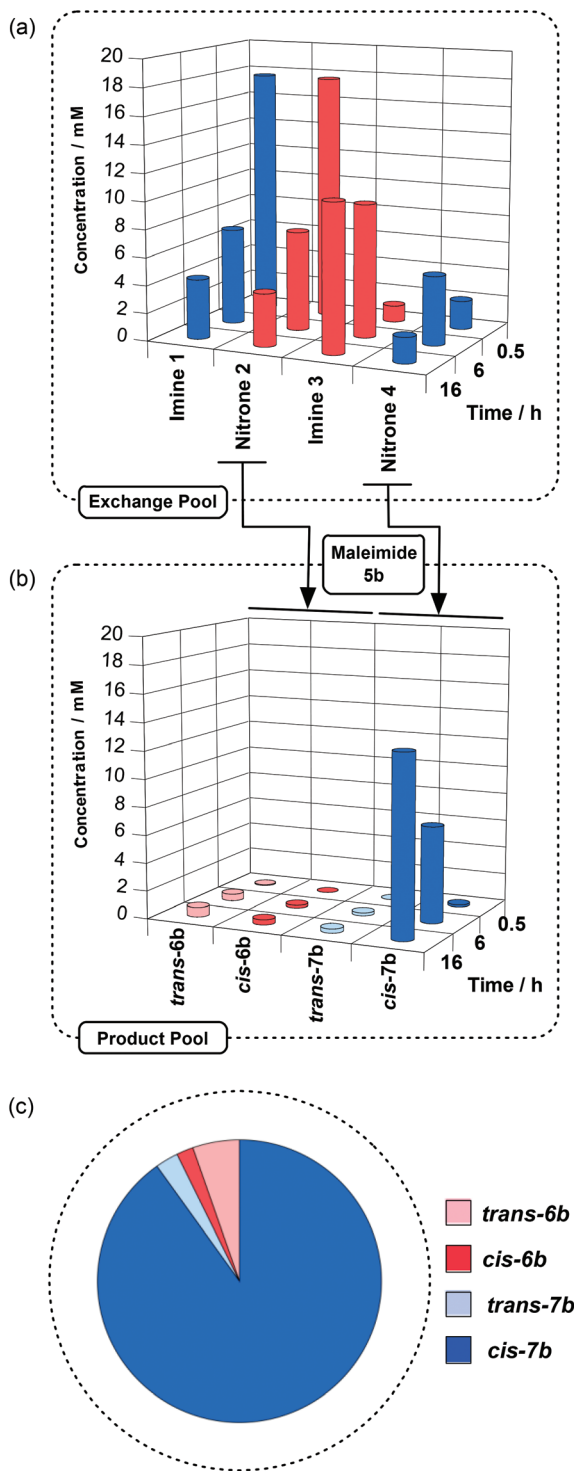 (a)
Concentration / mM
20
18
16
14
12
10
8
6
4
2
0
Imine 1
Nitrone 2
Imine 3
Nitrone 4
16
6
0.5
Time / h
Exchange Pool
Maleimide
5b
(b)
Concentration / mM
20
18
16
14
12
10
8
6
4
2
0
trans-6b
cis-6b
trans-7b
cis-7b
16
6
0.5
Time / h
Product Pool
(c)
trans-6b
cis-6b
trans-7b
cis-7b